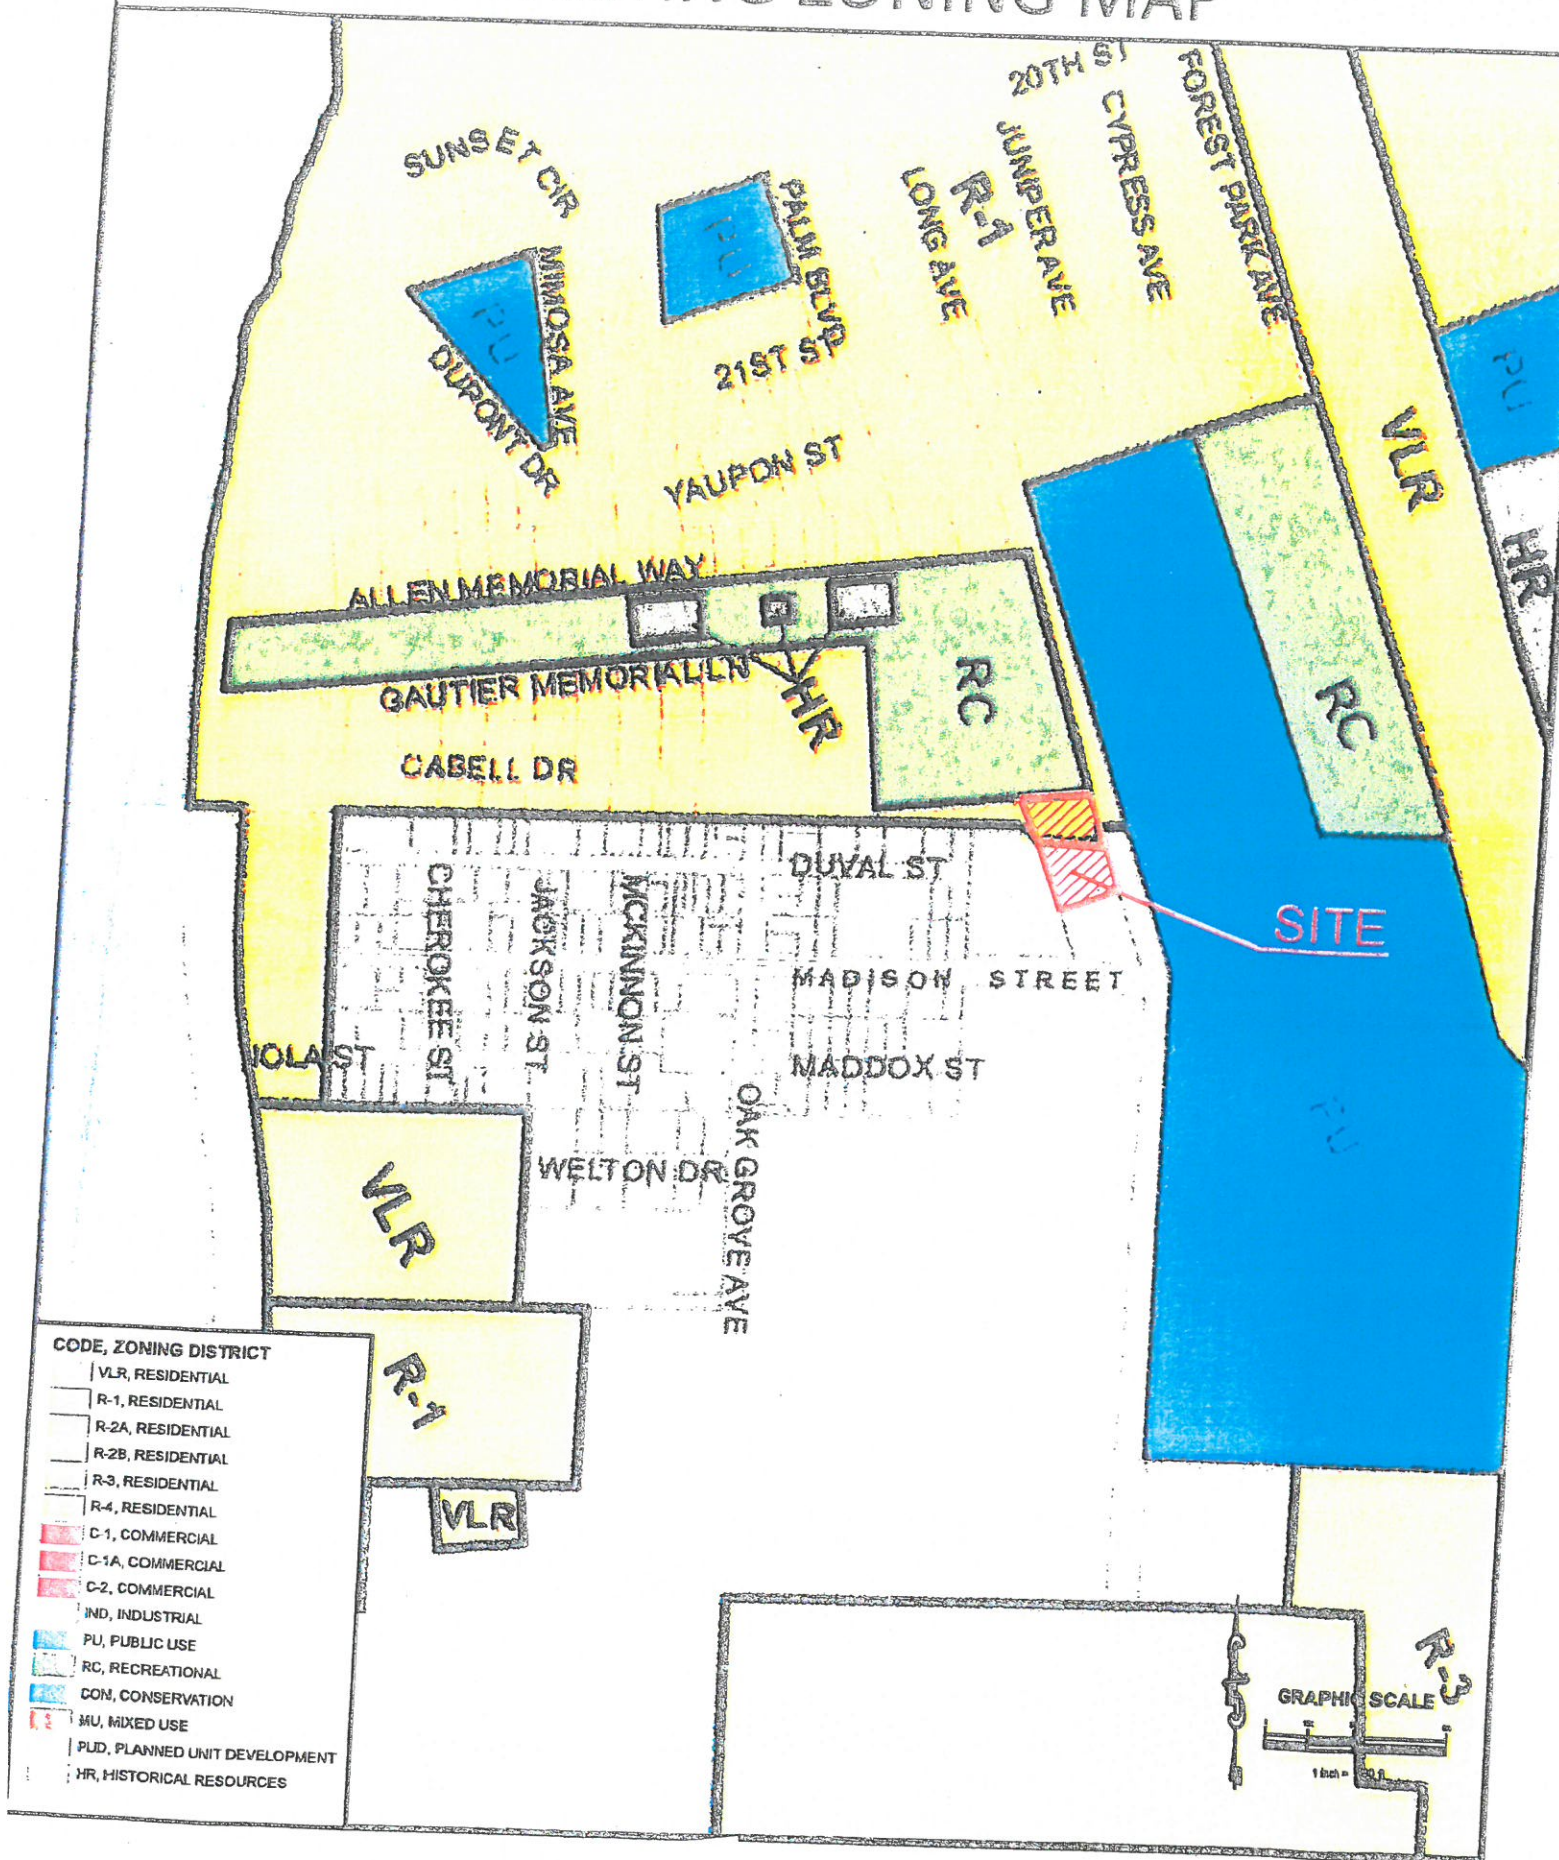 ZONING MAP
20TH ST
FOREST PARK AVE
CYPRESS AVE
JUNIPER AVE
R-1
LONG AVE
SUNSET CIR
PALM BLVD
PU
MIMOSA AVE
PU
DUPONT DR
21ST ST
PU
VLR
YAUPON ST
HR
ALLEN MEMORIAL WAY
GAUTIER MEMORIAL LN
HR
RC
RC
CABELL DR
DUVAL ST
CHEROKEE ST
JACKSON ST
MCKINNON ST
SITE
MADISON STREET
MADDOX ST
OAK GROVE AVE
PU
WELTON DR
VLR
R-1
VLR
CODE, ZONING DISTRICT
VLR, RESIDENTIAL
R-1, RESIDENTIAL
R-2A, RESIDENTIAL
R-2B, RESIDENTIAL
R-3, RESIDENTIAL
R-4, RESIDENTIAL
C-1, COMMERCIAL
C-1A, COMMERCIAL
C-2, COMMERCIAL
IND, INDUSTRIAL
PU, PUBLIC USE
RC, RECREATIONAL
CON, CONSERVATION
MU, MIXED USE
PUD, PLANNED UNIT DEVELOPMENT
HR, HISTORICAL RESOURCES
R-3
GRAPHIC SCALE
1 inch =